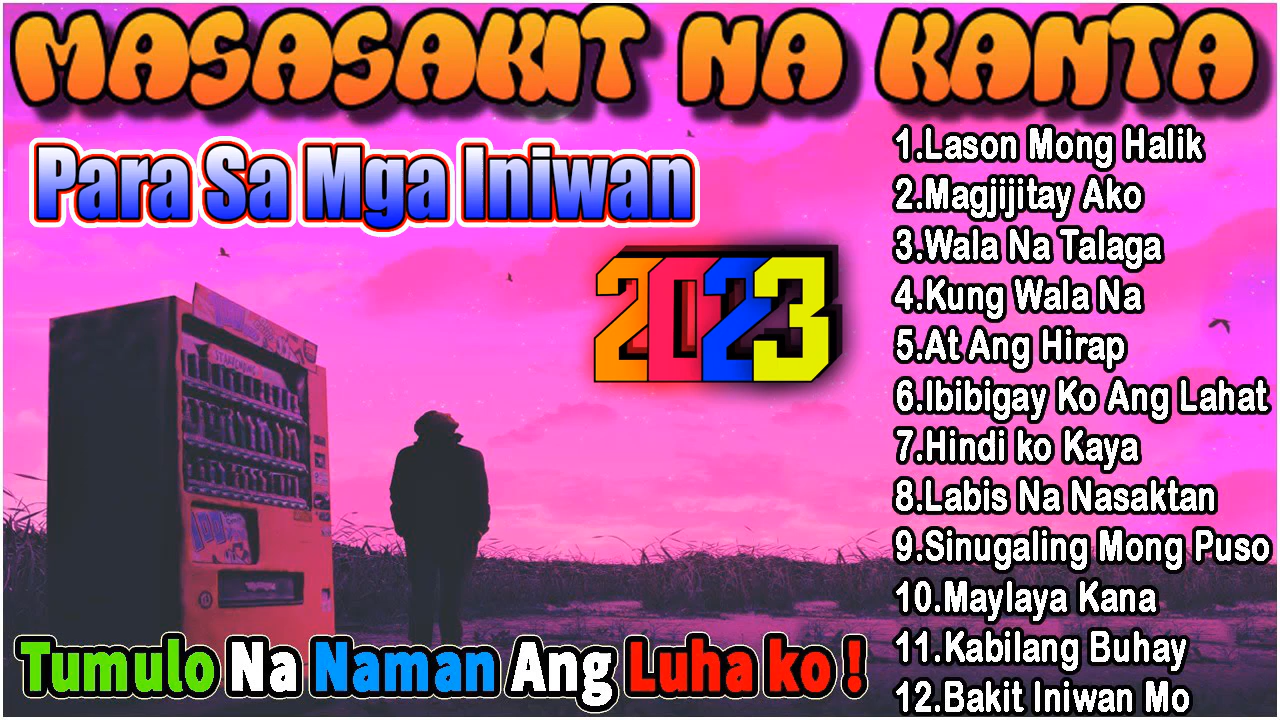 MASASAKIT NA KANTA
Para Sa Mga Iniwan
2023
1.Lason Mong Halik
2.Magjijitay Ako
3.Wala Na Talaga
4.Kung Wala Na
5.At Ang Hirap
6.Ibibigay Ko Ang Lahat
7.Hindi ko Kaya
8.Labis Na Nasaktan
9.Sinugaling Mong Puso
10.Maylaya Kana
11.Kabilang Buhay
12.Bakit Iniwan Mo
100
100
Tumulo Na Naman Ang Luha ko !